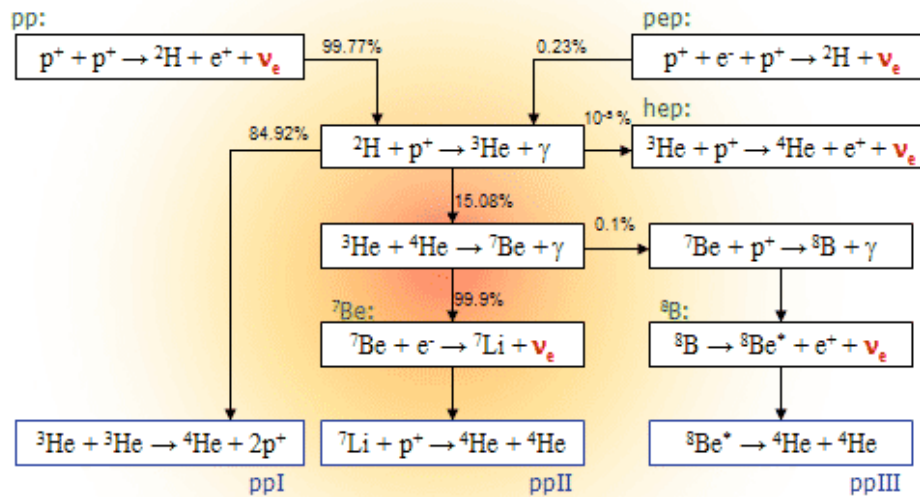 pp:
pep:
p⁺ + p⁺ → ²H + e⁺ + νₑ
99.77%
0.23%
p⁺ + e⁻ + p⁺ → ²H + νₑ
hep:
84.92%
²H + p⁺ → ³He + γ
10⁻⁵ %
³He + p⁺ → ⁴He + e⁺ + νₑ
15.08%
³He + ⁴He → ⁷Be + γ
0.1%
⁷Be + p⁺ → ⁸B + γ
99.9%
⁷Be:
⁸B:
⁷Be + e⁻ → ⁷Li + νₑ
⁸B → ⁸Be* + e⁺ + νₑ
³He + ³He → ⁴He + 2p⁺
⁷Li + p⁺ → ⁴He + ⁴He
⁸Be* → ⁴He + ⁴He
ppI
ppII
ppIII